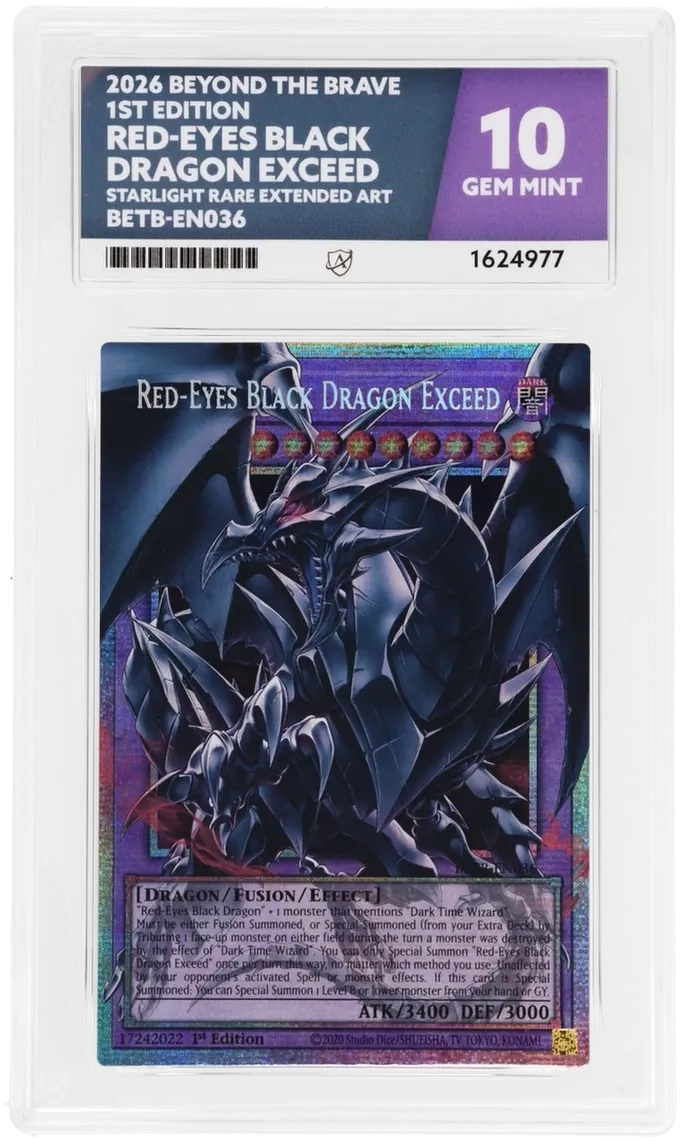 2026 BEYOND THE BRAVE
1ST EDITION
RED-EYES BLACK
DRAGON EXCEED
STARLIGHT RARE EXTENDED ART
BETB-EN036
10
GEM MINT
A
1624977
RED-EYES BLACK DRAGON EXCEED
DARK
闇
[DRAGON/FUSION/EFFECT]
"Red-Eyes Black Dragon" + 1 monster that mentions "Dark Time Wizard"
Must be either Fusion Summoned, or Special Summoned (from your Extra Deck) by
Tributing 1 face-up monster on either field during the turn a monster was destroyed
by the effect of "Dark Time Wizard". You can only Special Summon "Red-Eyes Black
Dragon Exceed" once per turn this way, no matter which method you use. Unaffected
by your opponent's activated Spell or monster effects. If this card is Special
Summoned: You can Special Summon 1 Level 8 or lower monster from your hand or GY.
ATK/3400 DEF/3000
17242022 1st Edition
©2020 Studio Dice/SHUEISHA, TV TOKYO, KONAMI